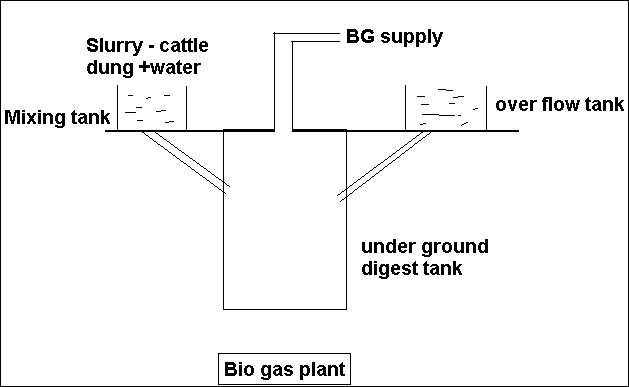 Slurry - cattle
dung +water
BG supply
Mixing tank
over flow tank
under ground
digest tank
Bio gas plant